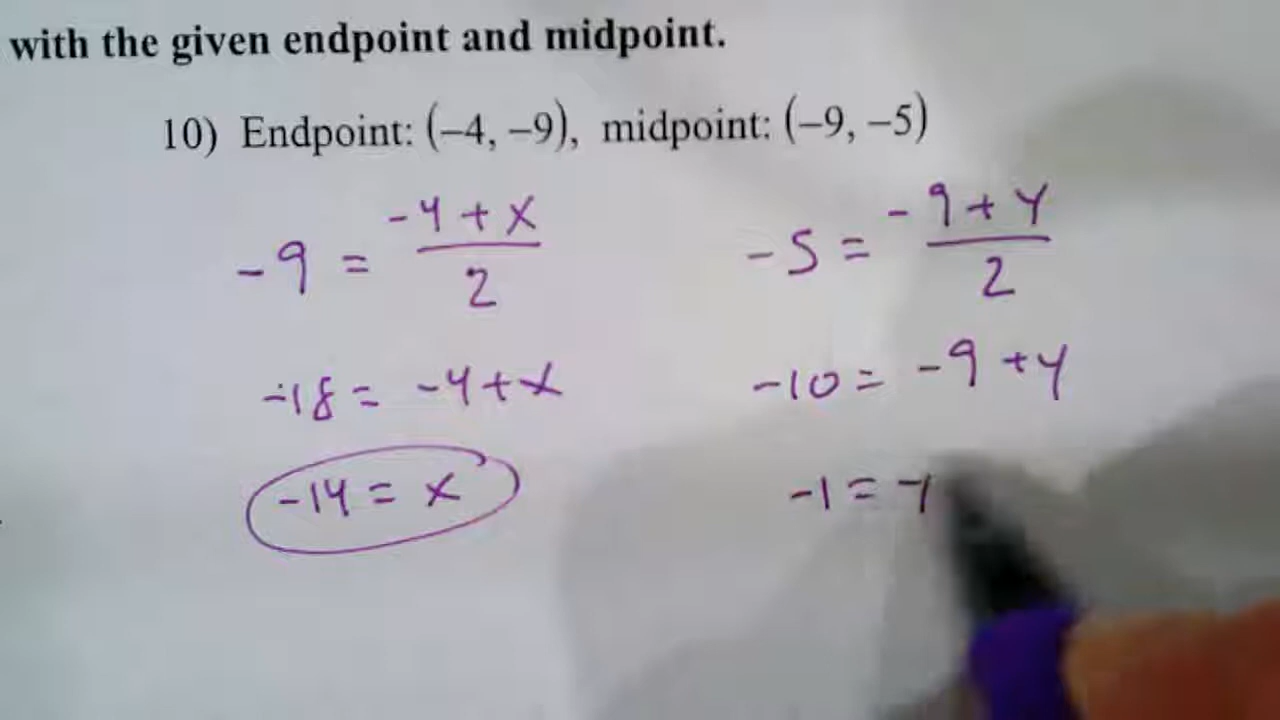 with the given endpoint and midpoint.
10) Endpoint: (–4, –9), midpoint: (–9, –5)
-9 = (-4 + x)/2
-5 = (-9 + y)/2
-18 = -4 + x
-10 = -9 + y
-14 = x
-1 = y